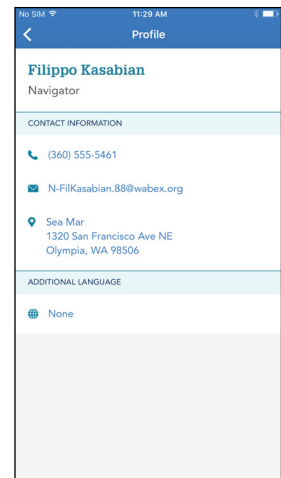 No SIM 11:29 AM
Profile
Filippo Kasabian
Navigator
CONTACT INFORMATION
(360) 555-5461
N-FilKasabian.88@wabex.org
Sea Mar
1320 San Francisco Ave NE
Olympia, WA 98506
ADDITIONAL LANGUAGE
None